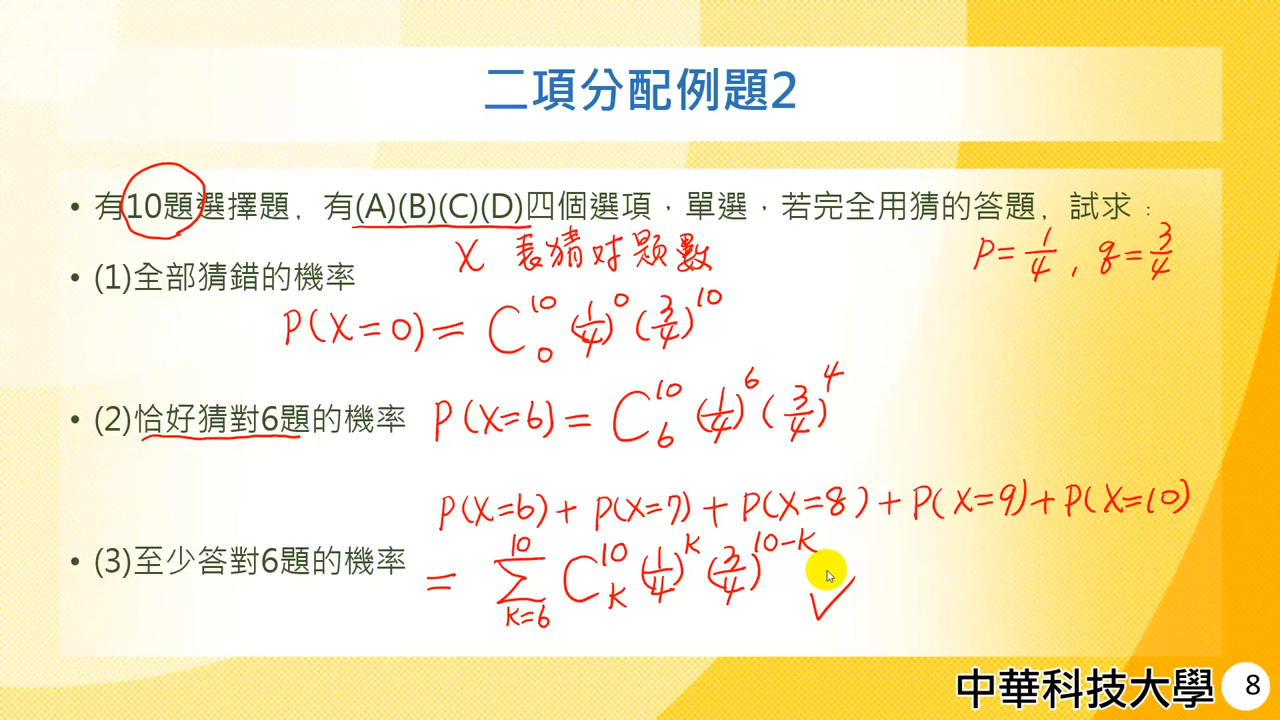 二項分配例題2
• 有10題選擇題，有(A)(B)(C)(D)四個選項，單選，若完全用猜的答題，試求：
X 表猜对題數
P=1/4, q=3/4
• (1)全部猜錯的機率
P(X=0)= C^10_0 (1/4)^0 (3/4)^10
• (2)恰好猜對6題的機率 P(X=6)= C^10_6 (1/4)^6 (3/4)^4
P(X=6)+P(X=7)+P(X=8)+P(X=9)+P(X=10)
• (3)至少答對6題的機率 = Σ^10_k=6 C^10_k (1/4)^k (3/4)^10-k ✓
中華科技大學 8